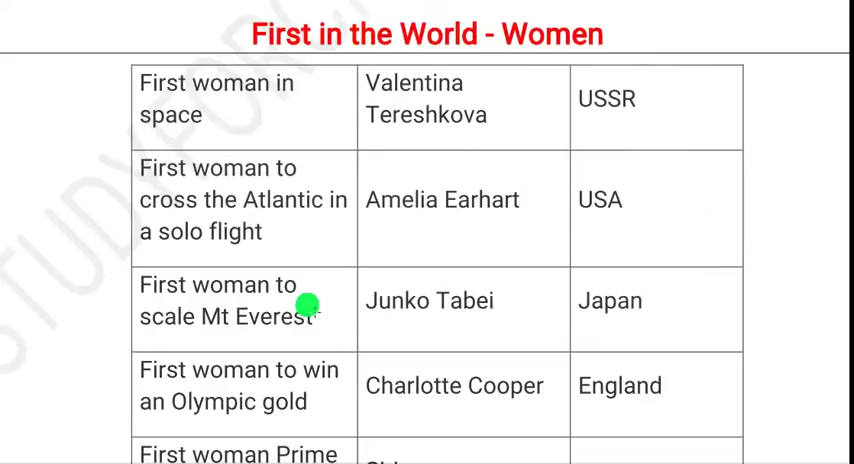 First in the World - Women
First woman in
space
Valentina
Tereshkova
USSR
First woman to
cross the Atlantic in
a solo flight
Amelia Earhart
USA
First woman to
scale Mt Everest
Junko Tabei
Japan
First woman to win
an Olympic gold
Charlotte Cooper
England
First woman Prime